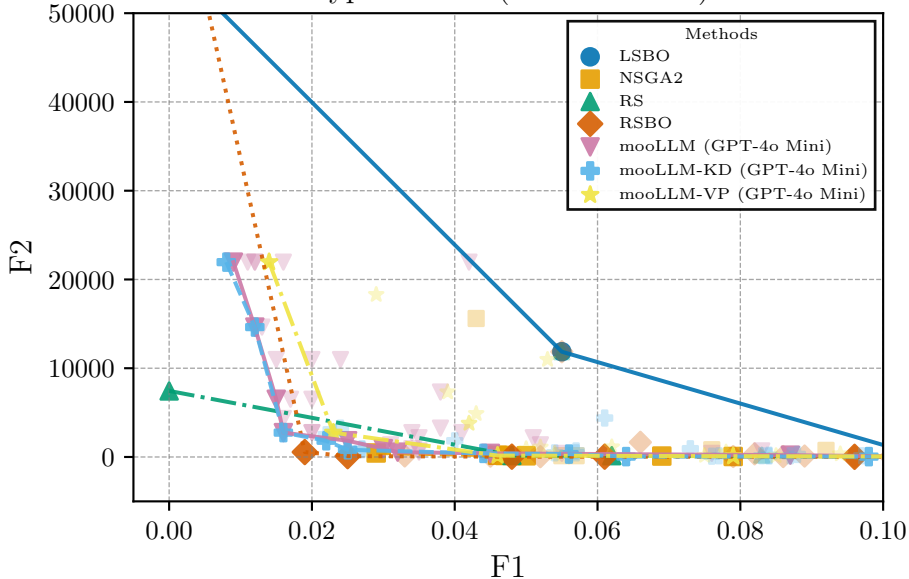 50000
40000
30000
20000
10000
0
F2
0.00
0.02
0.04
0.06
0.08
0.10
F1
Methods
LSBO
NSGA2
RS
RSBO
mooLLM (GPT-4o Mini)
mooLLM-KD (GPT-4o Mini)
mooLLM-VP (GPT-4o Mini)